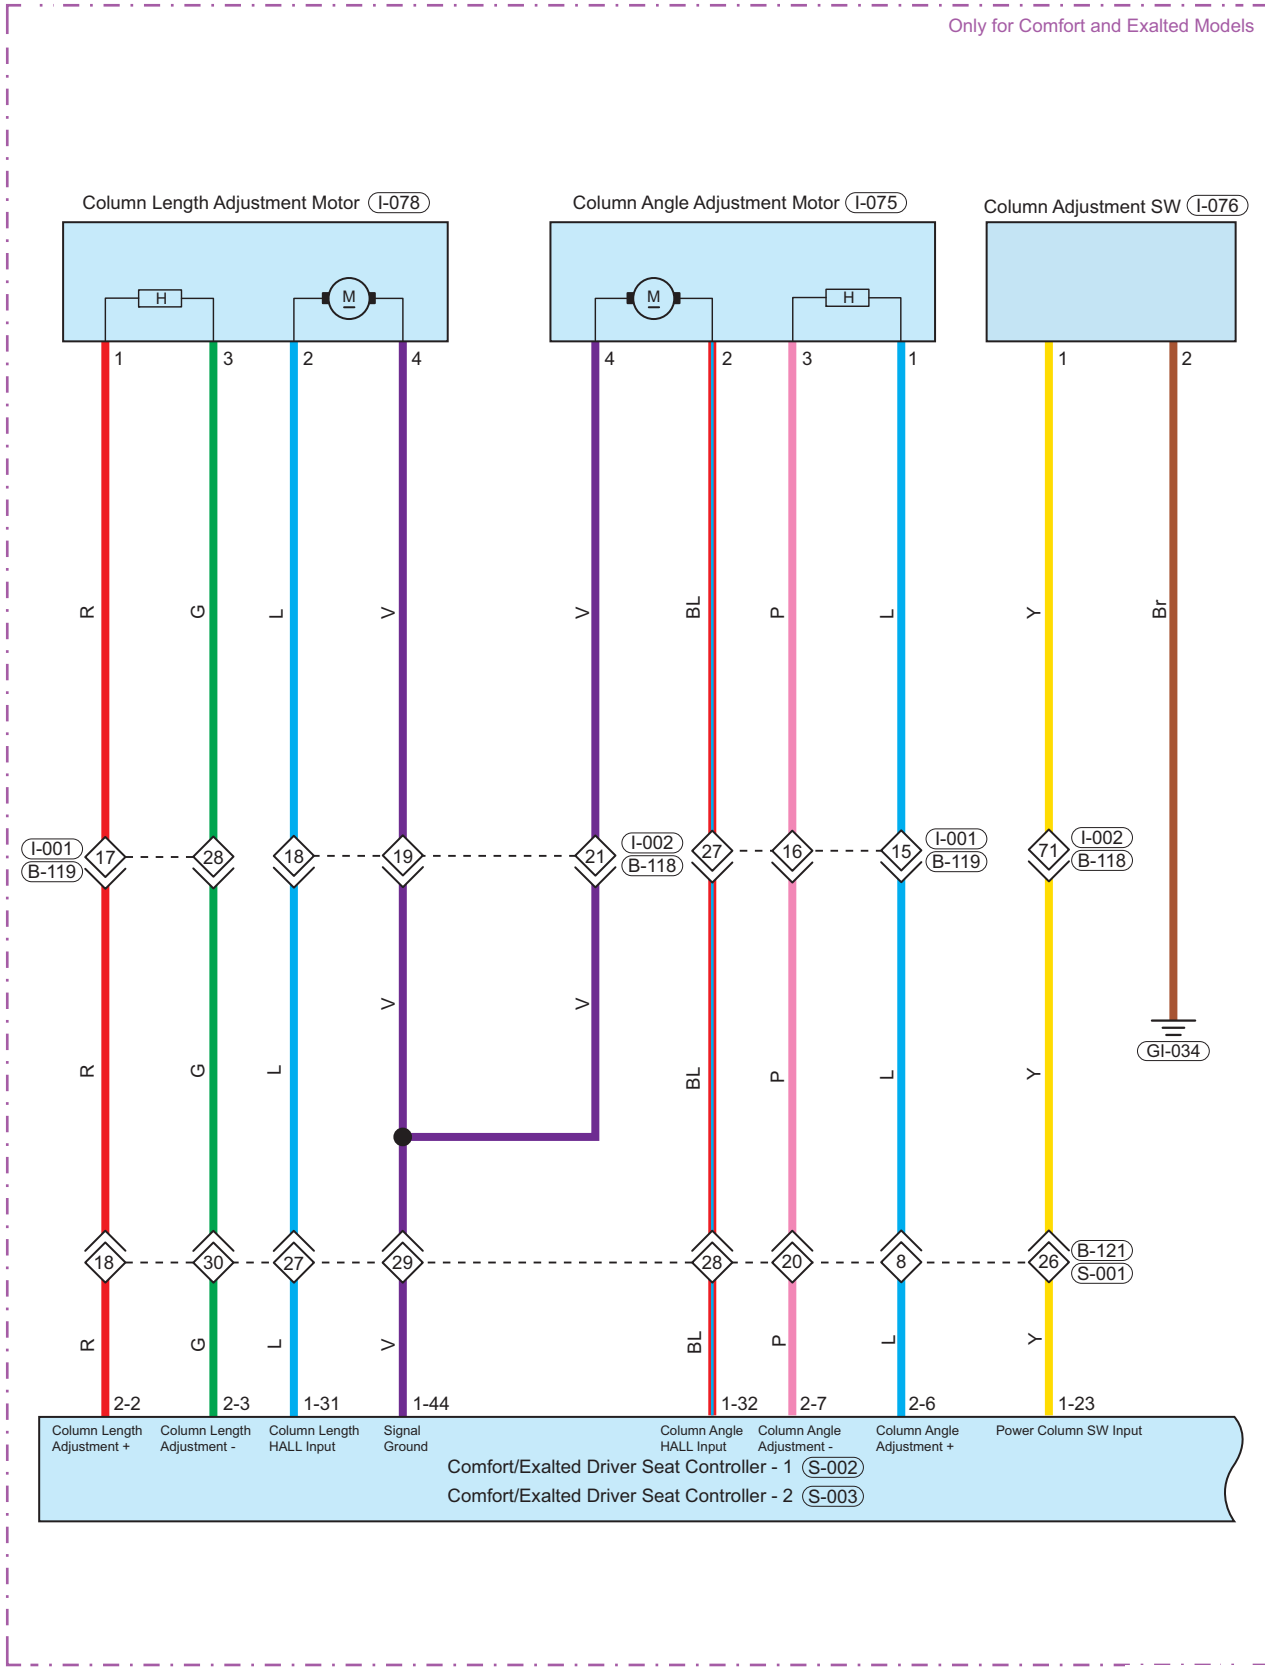 Only for Comfort and Exalted Models
Column Length Adjustment Motor I-078
Column Angle Adjustment Motor I-075
Column Adjustment SW I-076
H M M H
1 3 2 4 4 2 3 1 1 2
R G L V V BL P L Y Br
I-001
B-119
17 28 18 19 21
I-002
B-118
27 16 15
I-001
B-119
71
I-002
B-118
V V
R G L BL P L Y
GI-034
18 30 27 29 28 20 8 26
B-121
S-001
R G L V BL P L Y
2-2 2-3 1-31 1-44 1-32 2-7 2-6 1-23
Column Length
Adjustment +
Column Length
Adjustment -
Column Length
HALL Input
Signal
Ground
Column Angle
HALL Input
Column Angle
Adjustment -
Column Angle
Adjustment +
Power Column SW Input
Comfort/Exalted Driver Seat Controller - 1 S-002
Comfort/Exalted Driver Seat Controller - 2 S-003